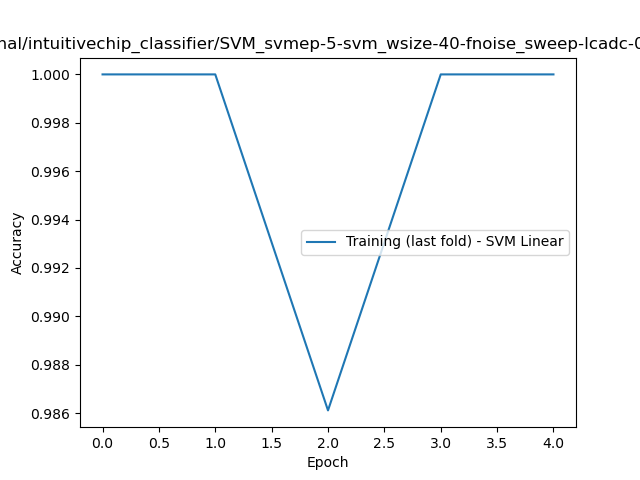 nal/intuitivechip_classifier/SVM_svmep-5-svm_wsize-40-fnoise_sweep-lcadc-0
1.000
0.998
0.996
0.994
0.992
0.990
0.988
0.986
Accuracy
Training (last fold) - SVM Linear
0.0 0.5 1.0 1.5 2.0 2.5 3.0 3.5 4.0
Epoch